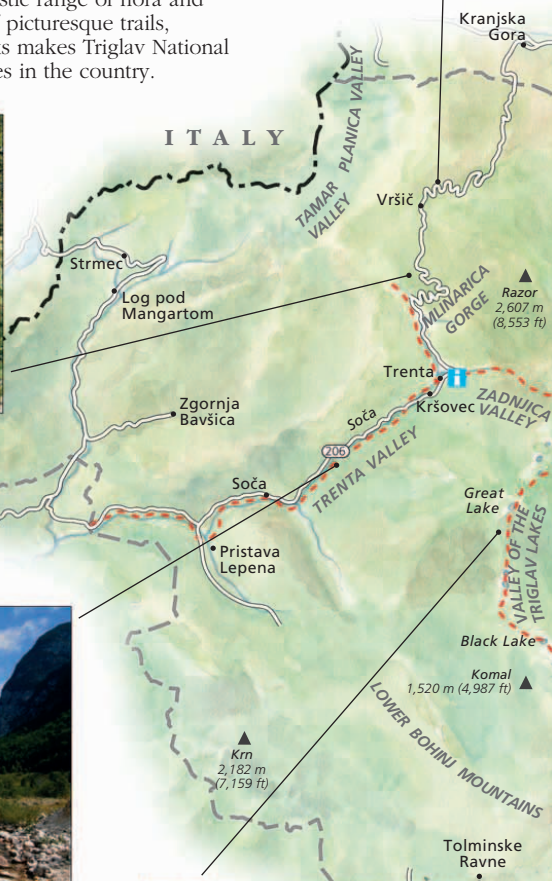 stic range of flora and
f picturesque trails,
ks makes Triglav National
es in the country.
Kranjska
Gora
ITALY
PLANICA VALLEY
TAMAR
VALLEY
Vršič
Strmec
Log pod
Mangartom
MLINARICA
GORGE
Razor
2,607 m
(8,553 ft)
Trenta
i
Kršovec
ZADNJICA
VALLEY
Zgornja
Bavšica
Soča
206
TRENTA VALLEY
Soča
Great
Lake
VALLEY OF THE
TRIGLAV LAKES
Pristava
Lepena
Black Lake
Komal
1,520 m (4,987 ft)
LOWER BOHINJ MOUNTAINS
Krn
2,182 m
(7,159 ft)
Tolminske
Ravne